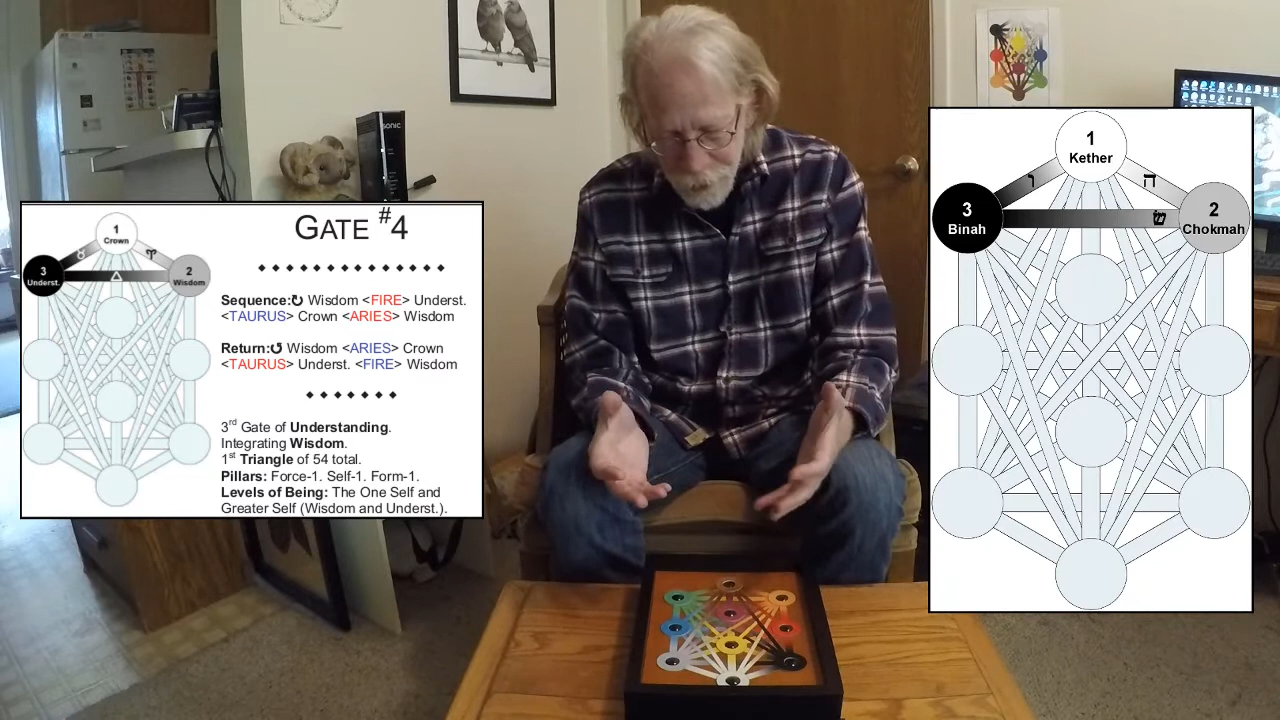 SONIC
1
Crown
3
Underst.
2
Wisdom
GATE #4
Sequence:↻ Wisdom <FIRE> Underst.
<TAURUS> Crown <ARIES> Wisdom
Return:↺ Wisdom <ARIES> Crown
<TAURUS> Underst. <FIRE> Wisdom
3rd Gate of Understanding.
Integrating Wisdom.
1st Triangle of 54 total.
Pillars: Force-1. Self-1. Form-1.
Levels of Being: The One Self and
Greater Self (Wisdom and Underst.).
1
Kether
ו
ה
3
Binah
ש
2
Chokmah